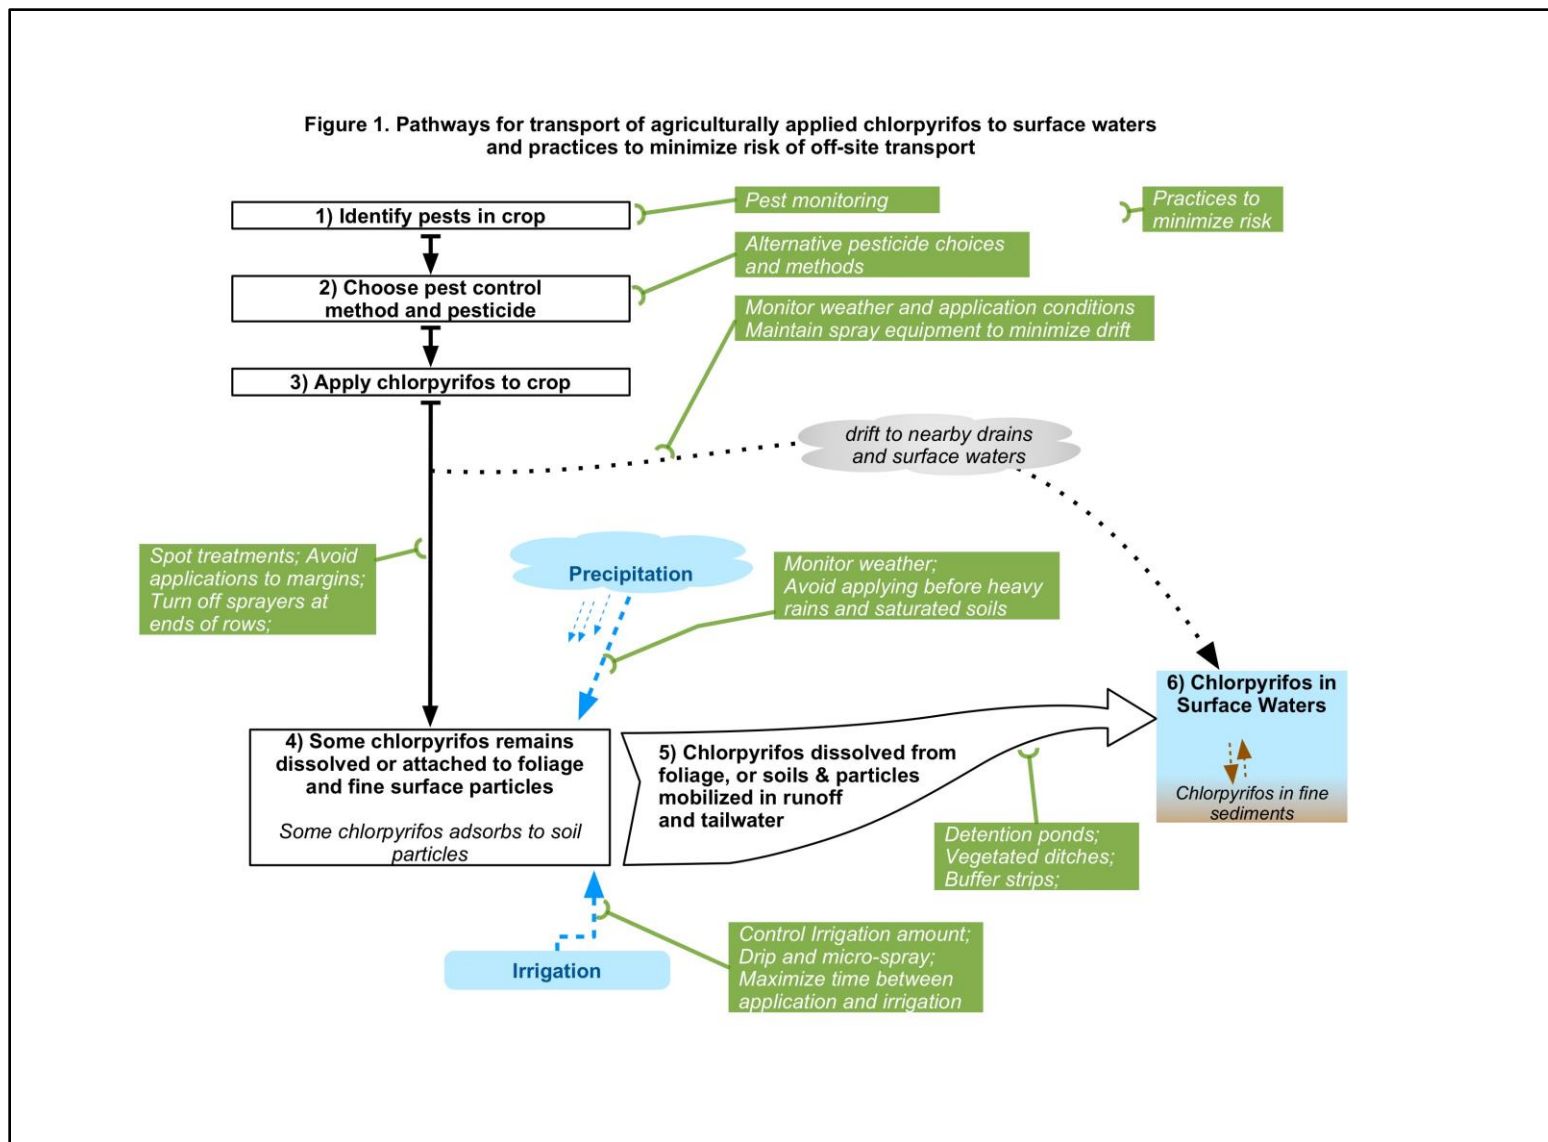 Figure 1. Pathways for transport of agriculturally applied chlorpyrifos to surface waters
and practices to minimize risk of off-site transport
1) Identify pests in crop
Pest monitoring
Practices to
minimize risk
2) Choose pest control
method and pesticide
Alternative pesticide choices
and methods
Monitor weather and application conditions
Maintain spray equipment to minimize drift
3) Apply chlorpyrifos to crop
drift to nearby drains
and surface waters
Spot treatments; Avoid
applications to margins;
Turn off sprayers at
ends of rows;
Precipitation
Monitor weather;
Avoid applying before heavy
rains and saturated soils
4) Some chlorpyrifos remains
dissolved or attached to foliage
and fine surface particles
Some chlorpyrifos adsorbs to soil
particles
5) Chlorpyrifos dissolved from
foliage, or soils & particles
mobilized in runoff
and tailwater
6) Chlorpyrifos in
Surface Waters
Chlorpyrifos in fine
sediments
Detention ponds;
Vegetated ditches;
Buffer strips;
Irrigation
Control Irrigation amount;
Drip and micro-spray;
Maximize time between
application and irrigation